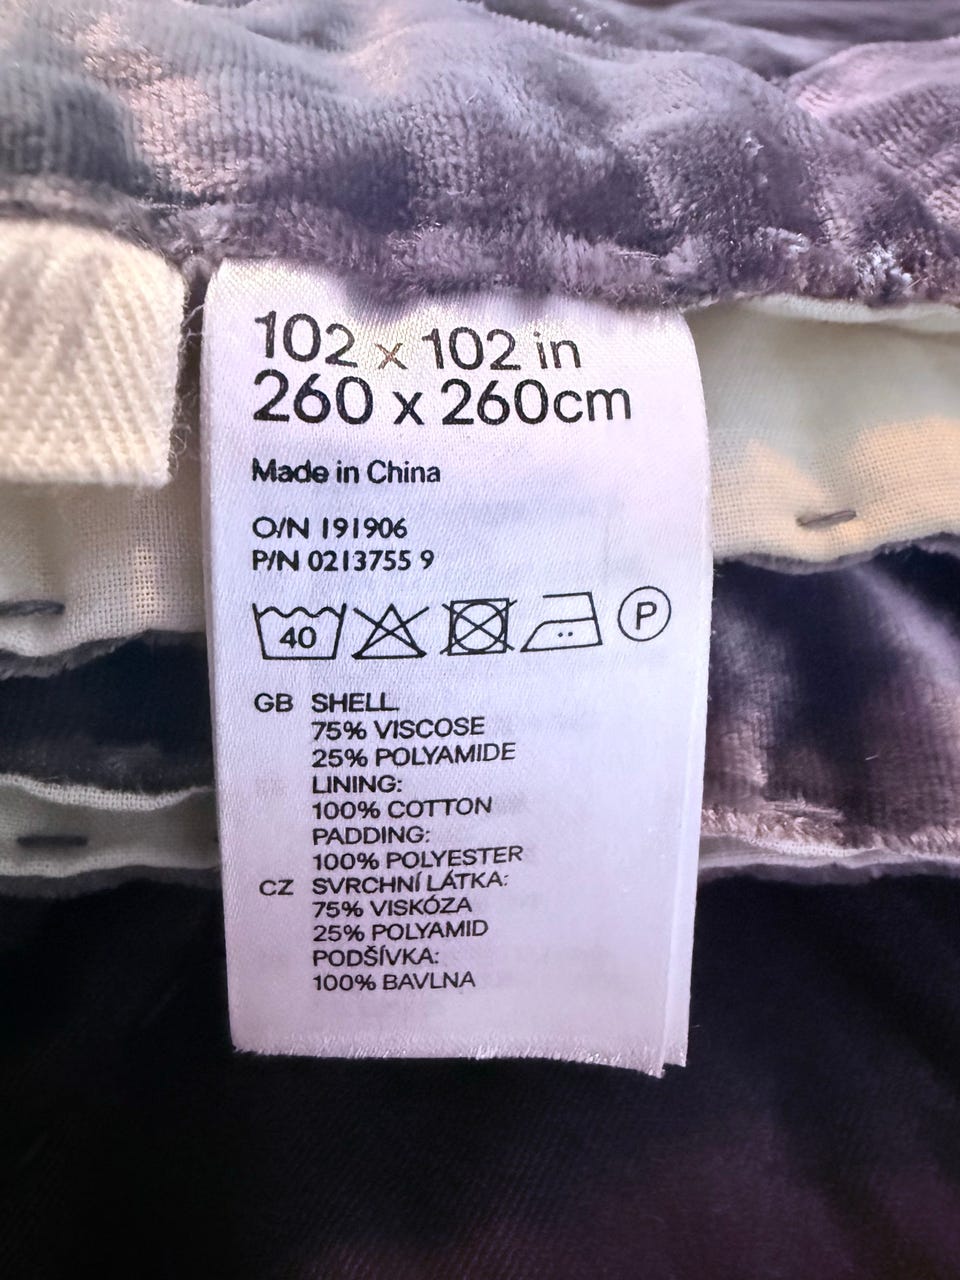 102 x 102 in
260 x 260cm
Made in China
O/N 191906
P/N 0213755 9
40 P
GB SHELL
75% VISCOSE
25% POLYAMIDE
LINING:
100% COTTON
PADDING:
100% POLYESTER
CZ SVRCHNÍ LÁTKA:
75% VISKÓZA
25% POLYAMID
PODŠÍVKA:
100% BAVLNA